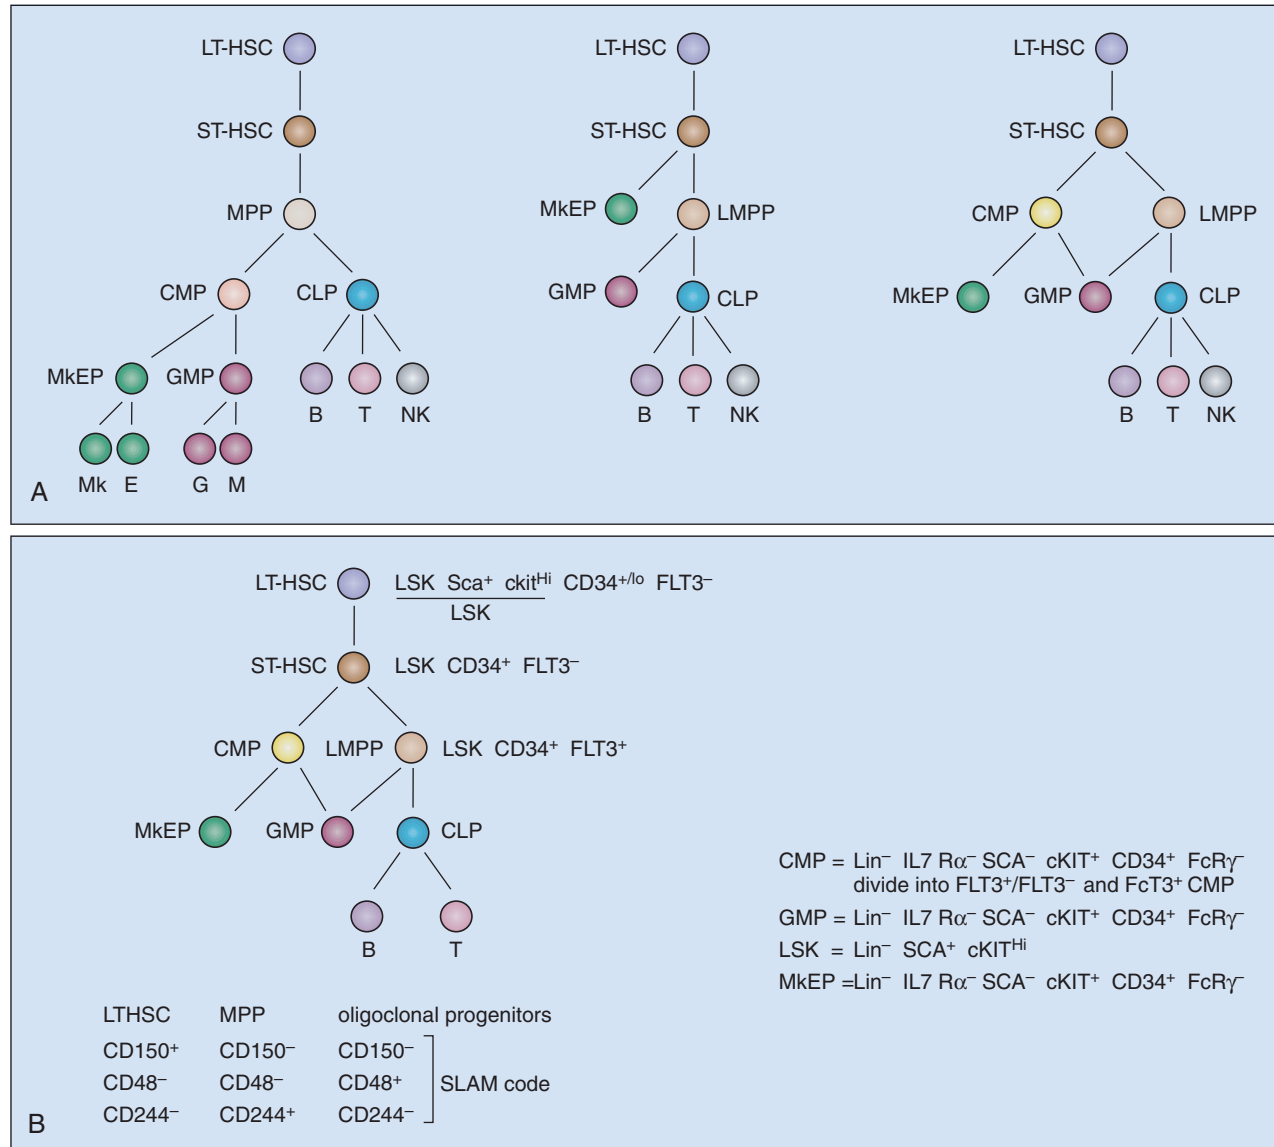 LT-HSC LT-HSC LT-HSC
ST-HSC ST-HSC ST-HSC
MPP MkEP LMPP CMP LMPP
CMP CLP GMP CLP MkEP GMP CLP
MkEP GMP B T NK B T NK B T NK
Mk E G M
A
LT-HSC LSK Sca⁺ ckitᴴⁱ CD34⁺/ˡᵒ FLT3⁻
LSK
ST-HSC LSK CD34⁺ FLT3⁻
CMP LMPP LSK CD34⁺ FLT3⁺
MkEP GMP CLP
B T
CMP = Lin⁻ IL7 Rα⁻ SCA⁻ cKIT⁺ CD34⁺ FcRγ⁻
divide into FLT3⁺/FLT3⁻ and FcT3⁺ CMP
GMP = Lin⁻ IL7 Rα⁻ SCA⁻ cKIT⁺ CD34⁺ FcRγ⁻
LSK = Lin⁻ SCA⁺ cKITᴴⁱ
MkEP =Lin⁻ IL7 Rα⁻ SCA⁻ cKIT⁺ CD34⁺ FcRγ⁻
LTHSC MPP oligoclonal progenitors
CD150⁺ CD150⁻ CD150⁻
CD48⁻ CD48⁻ CD48⁺ SLAM code
CD244⁻ CD244⁺ CD244⁻
B